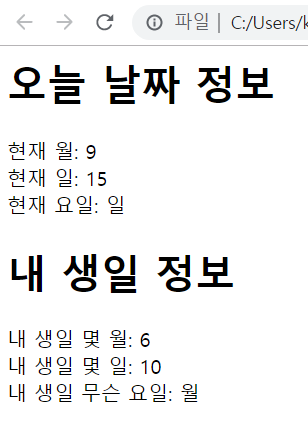 파일 | C:/Users/k
오늘 날짜 정보
현재 월: 9
현재 일: 15
현재 요일: 일
내 생일 정보
내 생일 몇 월: 6
내 생일 몇 일: 10
내 생일 무슨 요일: 월